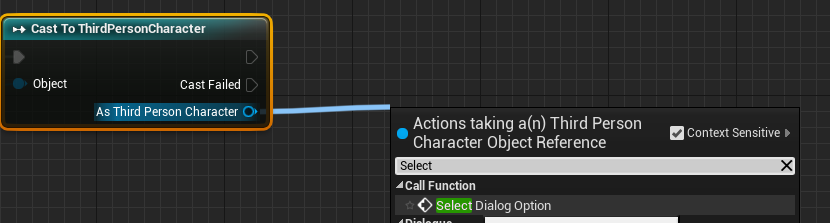 Cast To ThirdPersonCharacter
Object
Cast Failed
As Third Person Character
Actions taking a(n) Third Person
Character Object Reference
Context Sensitive
Select
Call Function
Select Dialog Option
Dialogue